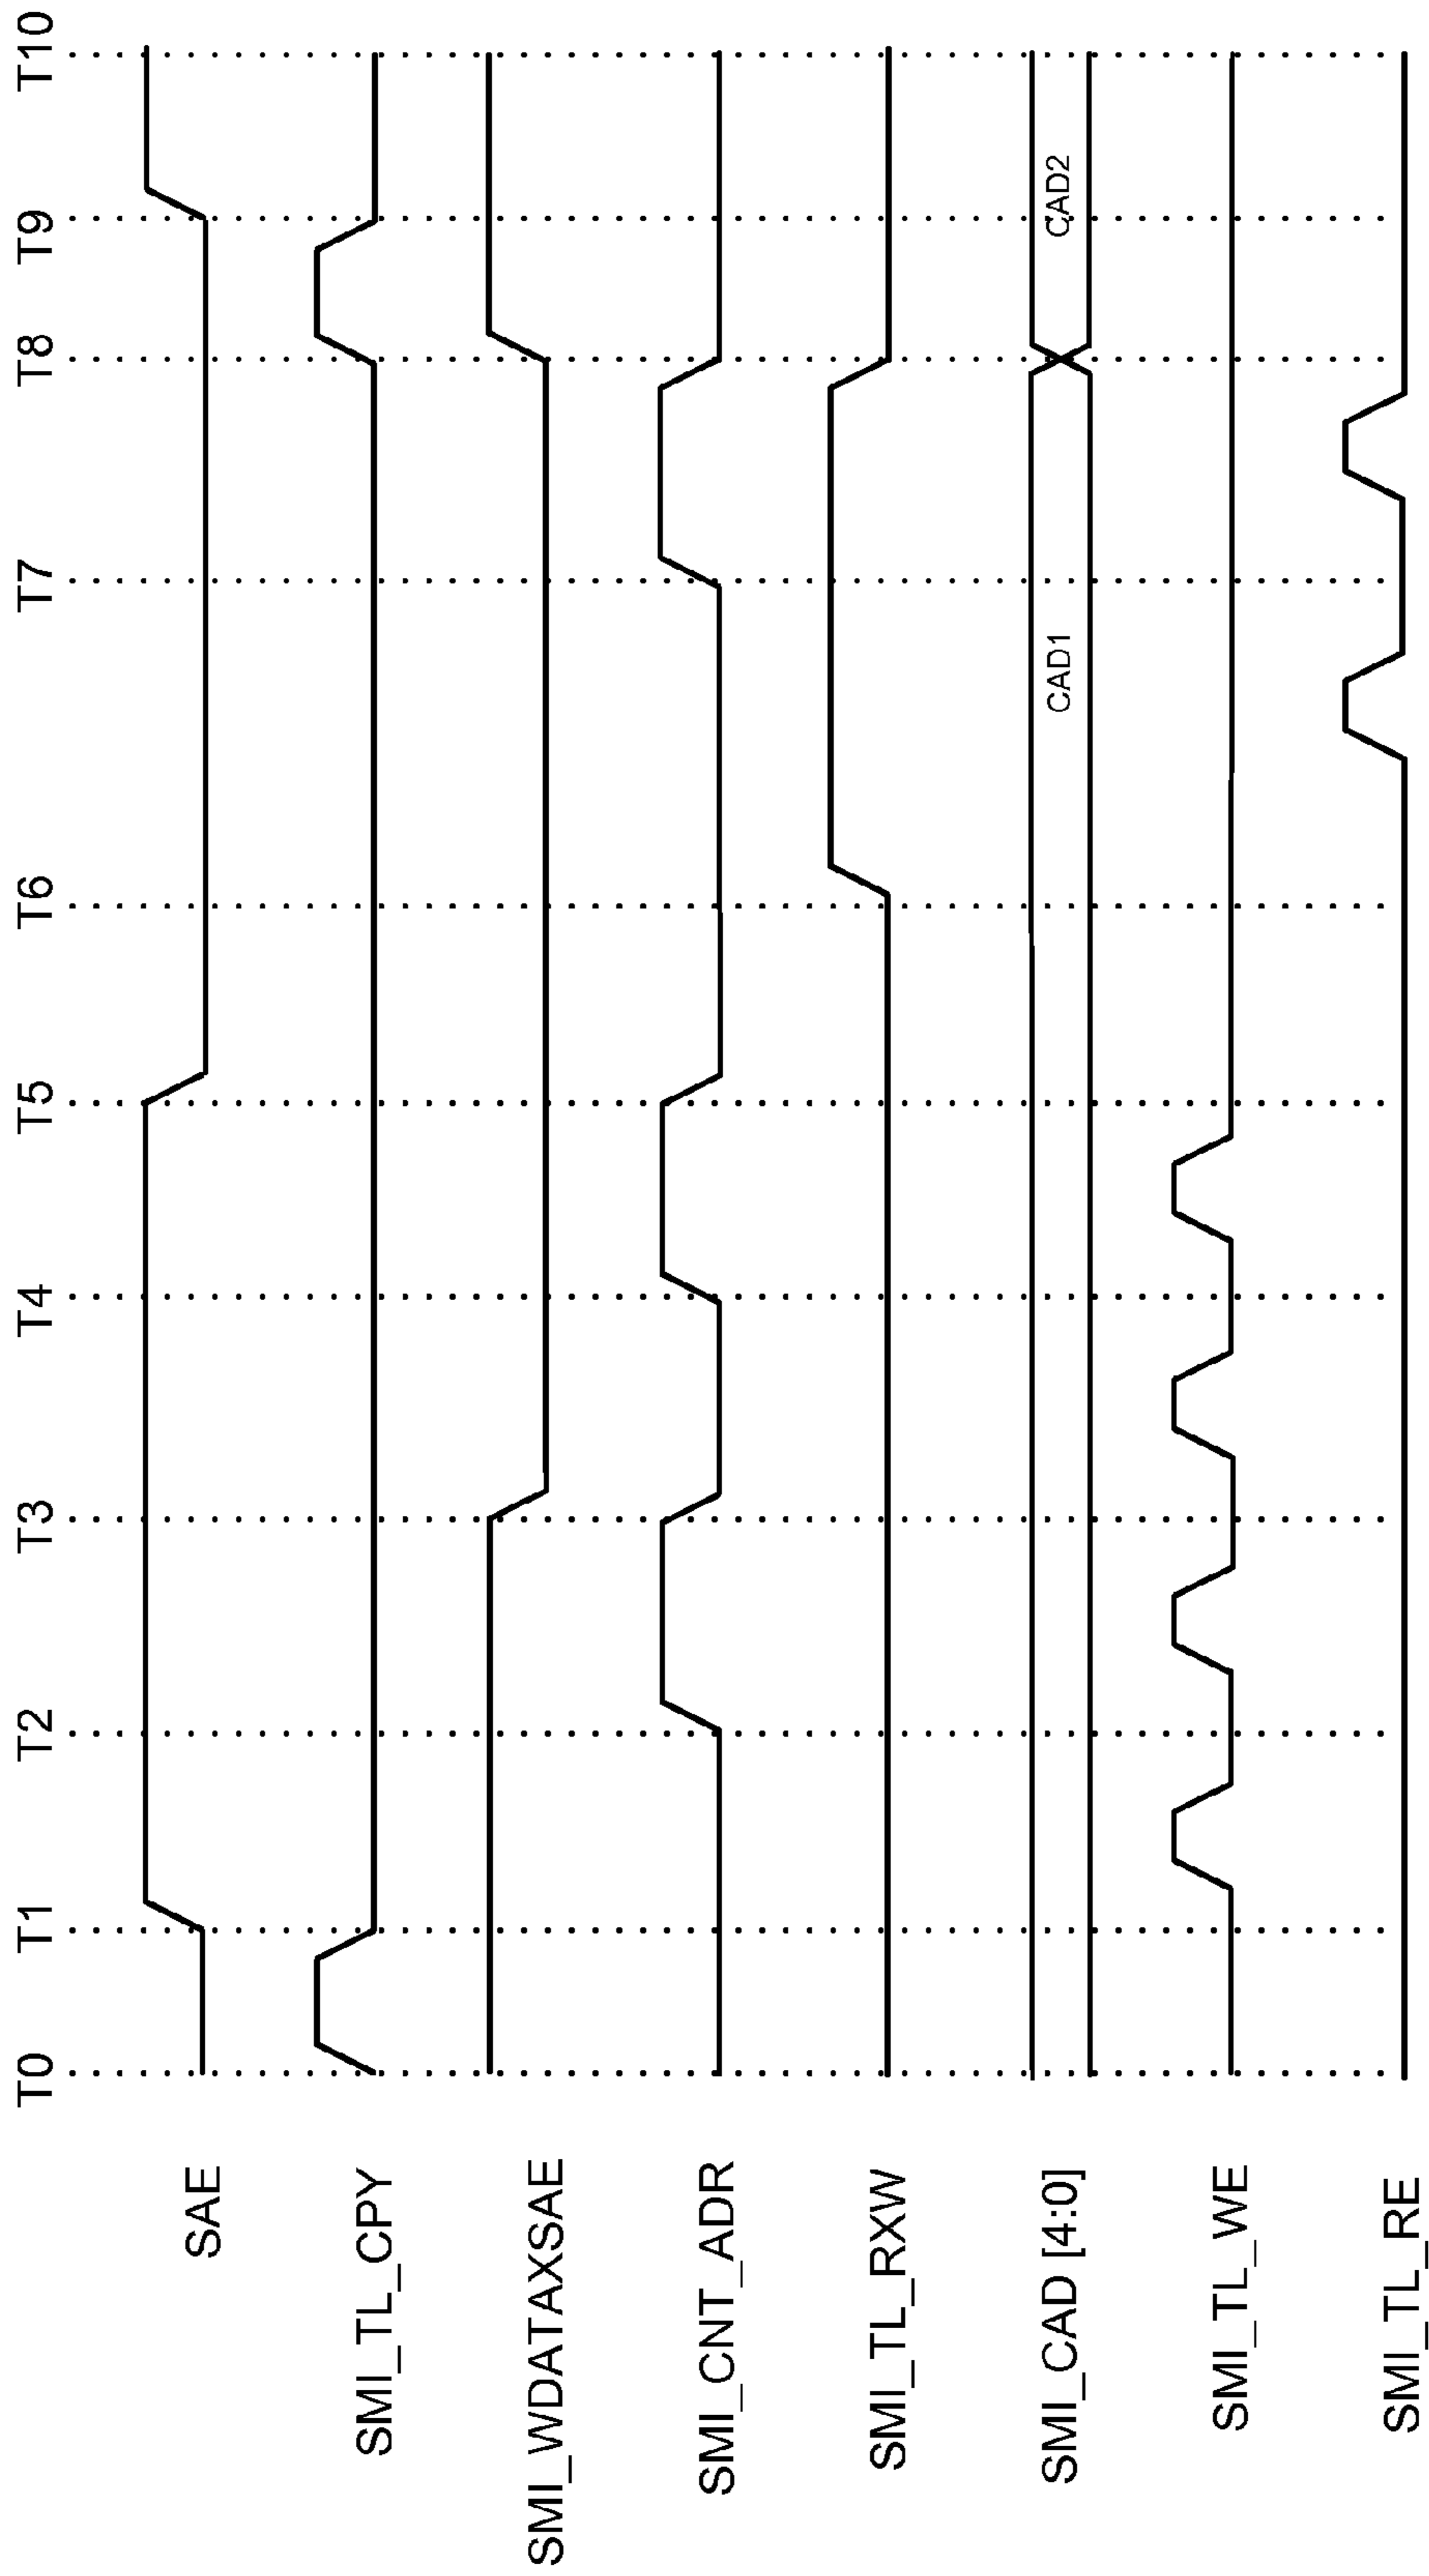 T0 T1 T2 T3 T4 T5 T6 T7 T8 T9 T10
SAE
SMI_TL_CPY
SMI_WDATAXSAE
SMI_CNT_ADR
SMI_TL_RXW
SMI_CAD [4:0] CAD1 CAD2
SMI_TL_WE
SMI_TL_RE